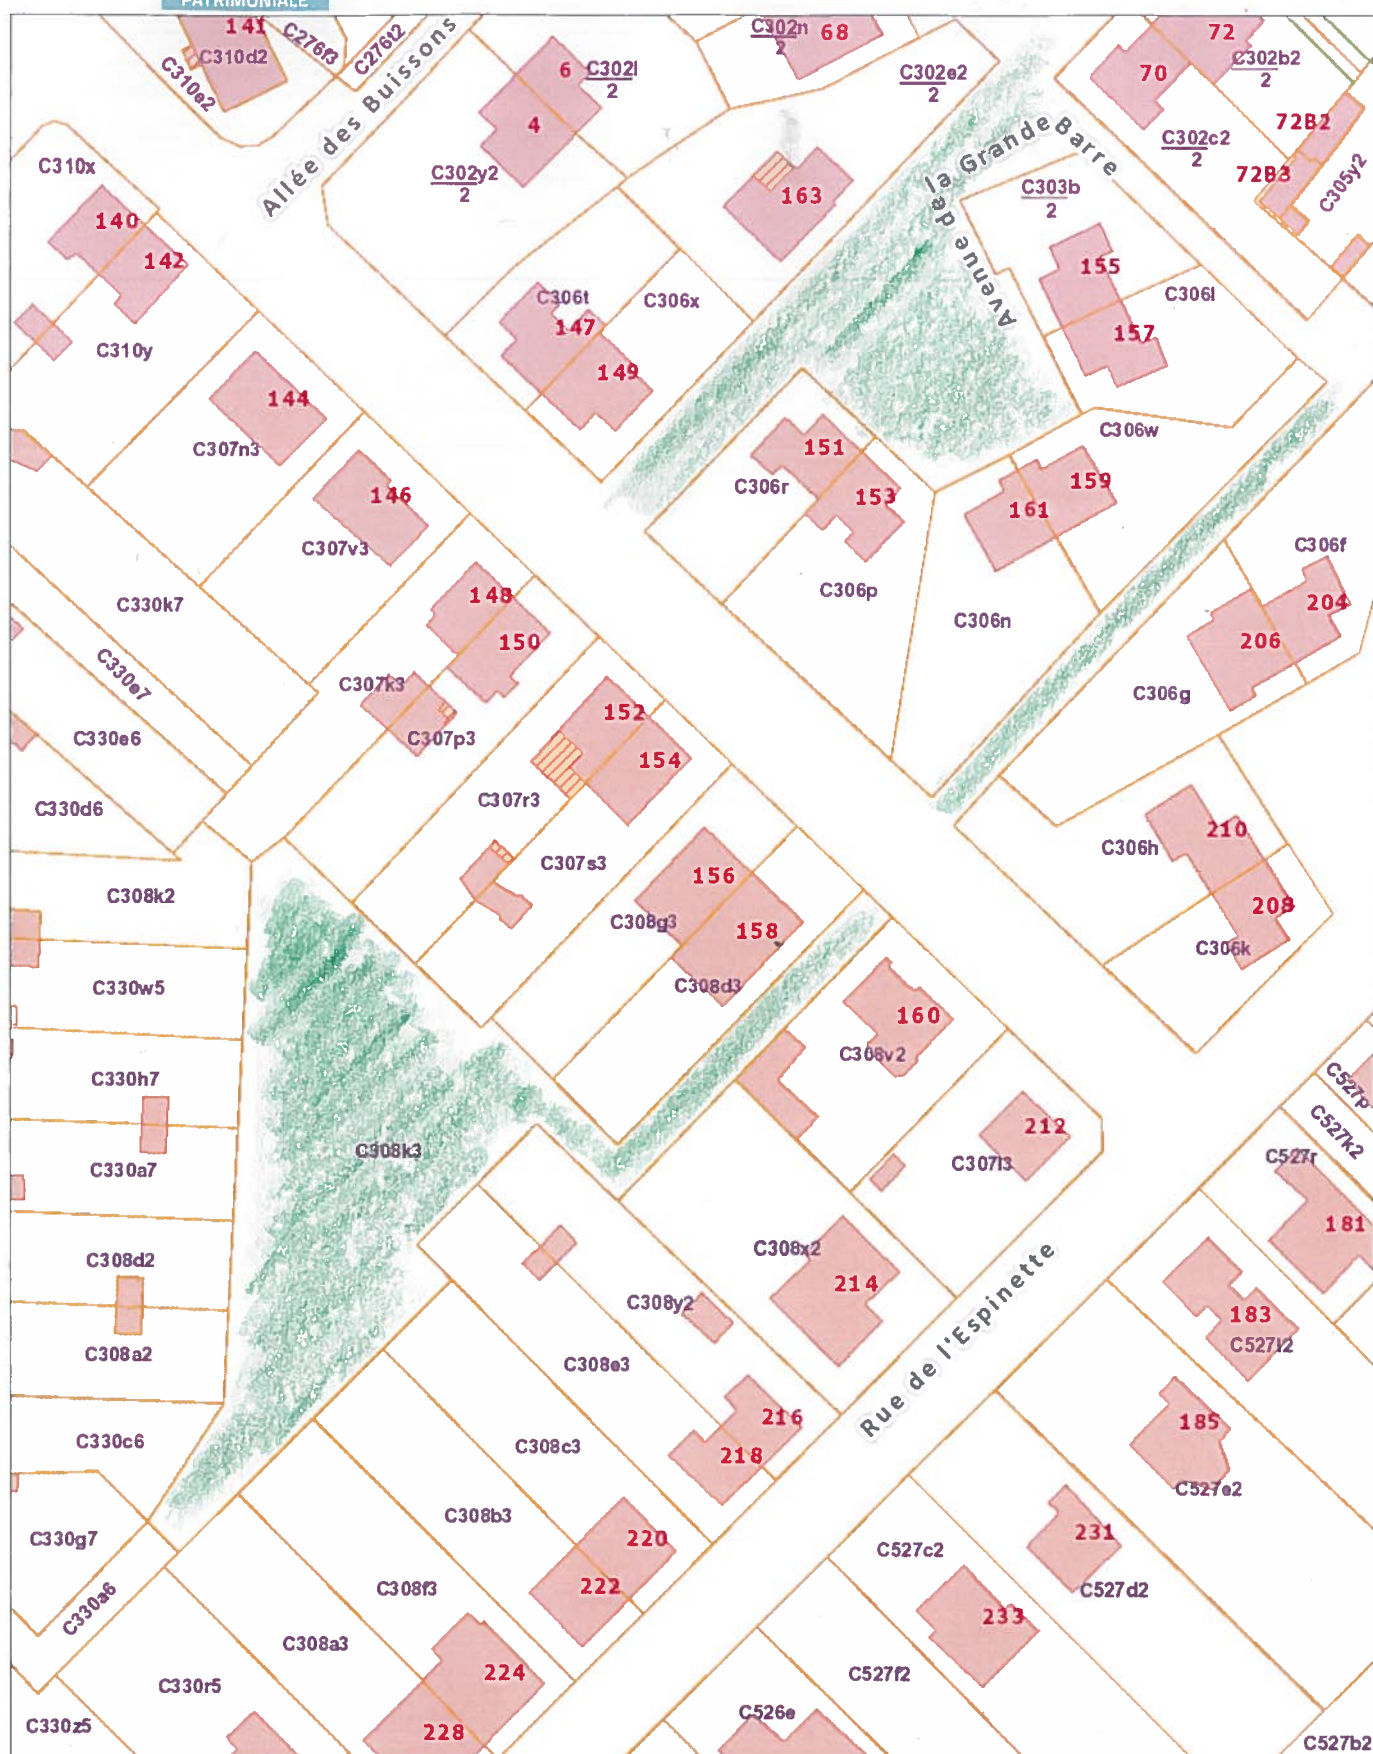 PATRIMONIALE
141
C310d2
C276f3
C276t2
C310e2
Allée des Buissons
6
C302l
2
4
C302y2
2
C302n
2
68
C302e2
2
72
70
C302b2
2
72B2
C302c2
2
72B3
C305y2
C310x
140
142
C310y
163
Avenue de la Grande Barre
C303b
2
155
C306l
157
C306t
147
C306x
149
144
C307n3
146
C307v3
151
C306r
153
C306w
159
161
C306p
C306n
C306f
204
206
C306g
C330k7
148
150
C307k3
C307p3
C330e7
C330e6
C330d6
152
154
C307r3
C307s3
210
C306h
208
C306k
C308k2
156
C308g3
158
C308d3
C330w5
160
C308v2
C330h7
C308k3
C330a7
212
C307l3
C527p
C527k2
C527r
181
C308d2
C308a2
C308x2
214
C308y2
C308e3
Rue de l'Espinette
183
C527l2
216
218
C308c3
185
C527e2
C330c6
C308b3
C330g7
220
222
C527c2
231
C527d2
C330a6
C308f3
233
C308a3
224
C330r5
C527f2
228
C330z5
C526e
C527b2